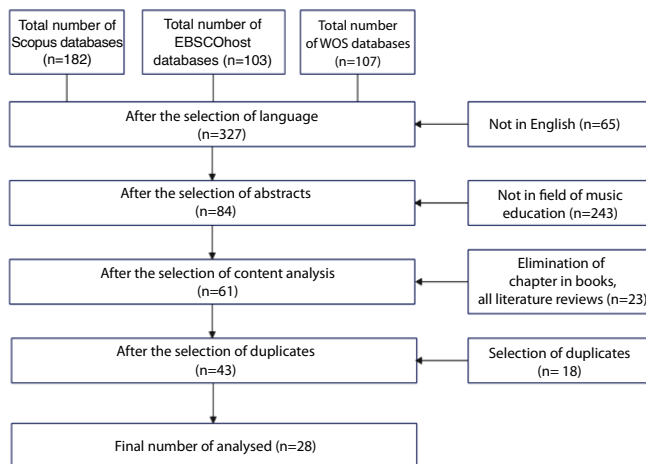 Total number of
Scopus databases
(n=182)
Total number of
EBSCOhost
databases (n=103)
Total number
of WOS databases
(n=107)
After the selection of language
(n=327)
Not in English (n=65)
After the selection of abstracts
(n=84)
Not in field of music
education (n=243)
After the selection of content analysis
(n=61)
Elimination of
chapter in books,
all literature reviews (n=23)
After the selection of duplicates
(n=43)
Selection of duplicates
(n= 18)
Final number of analysed (n=28)